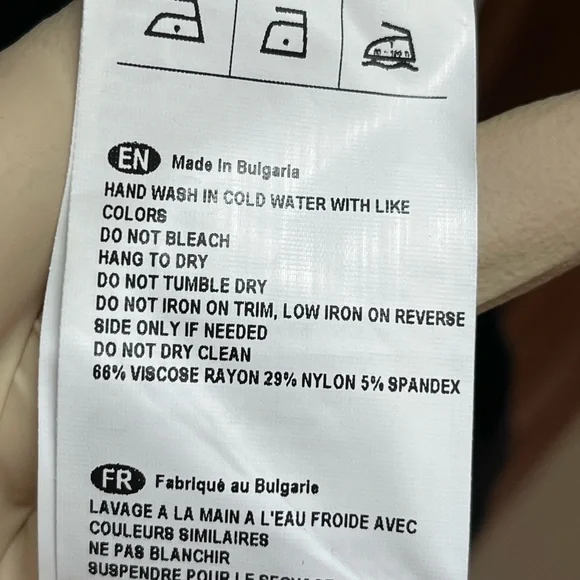 EN Made In Bulgaria
HAND WASH IN COLD WATER WITH LIKE
COLORS
DO NOT BLEACH
HANG TO DRY
DO NOT TUMBLE DRY
DO NOT IRON ON TRIM, LOW IRON ON REVERSE
SIDE ONLY IF NEEDED
DO NOT DRY CLEAN
66% VISCOSE RAYON 29% NYLON 5% SPANDEX
FR Fabriqué au Bulgarie
LAVAGE A LA MAIN A L'EAU FROIDE AVEC
COULEURS SIMILAIRES
NE PAS BLANCHIR
SUSPENDRE POUR LE